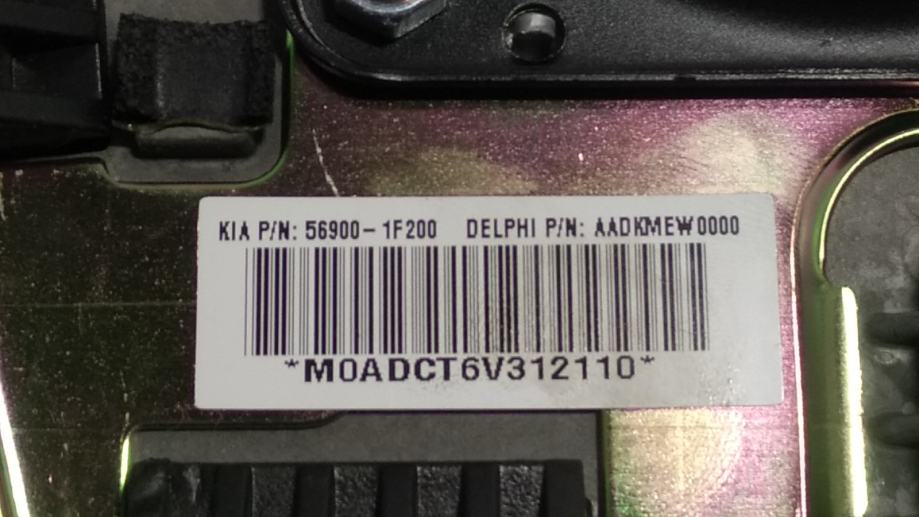 KIA P/N: 56900-1F200 DELPHI P/N: AADKMEW0000
*M0ADCT6V312110*